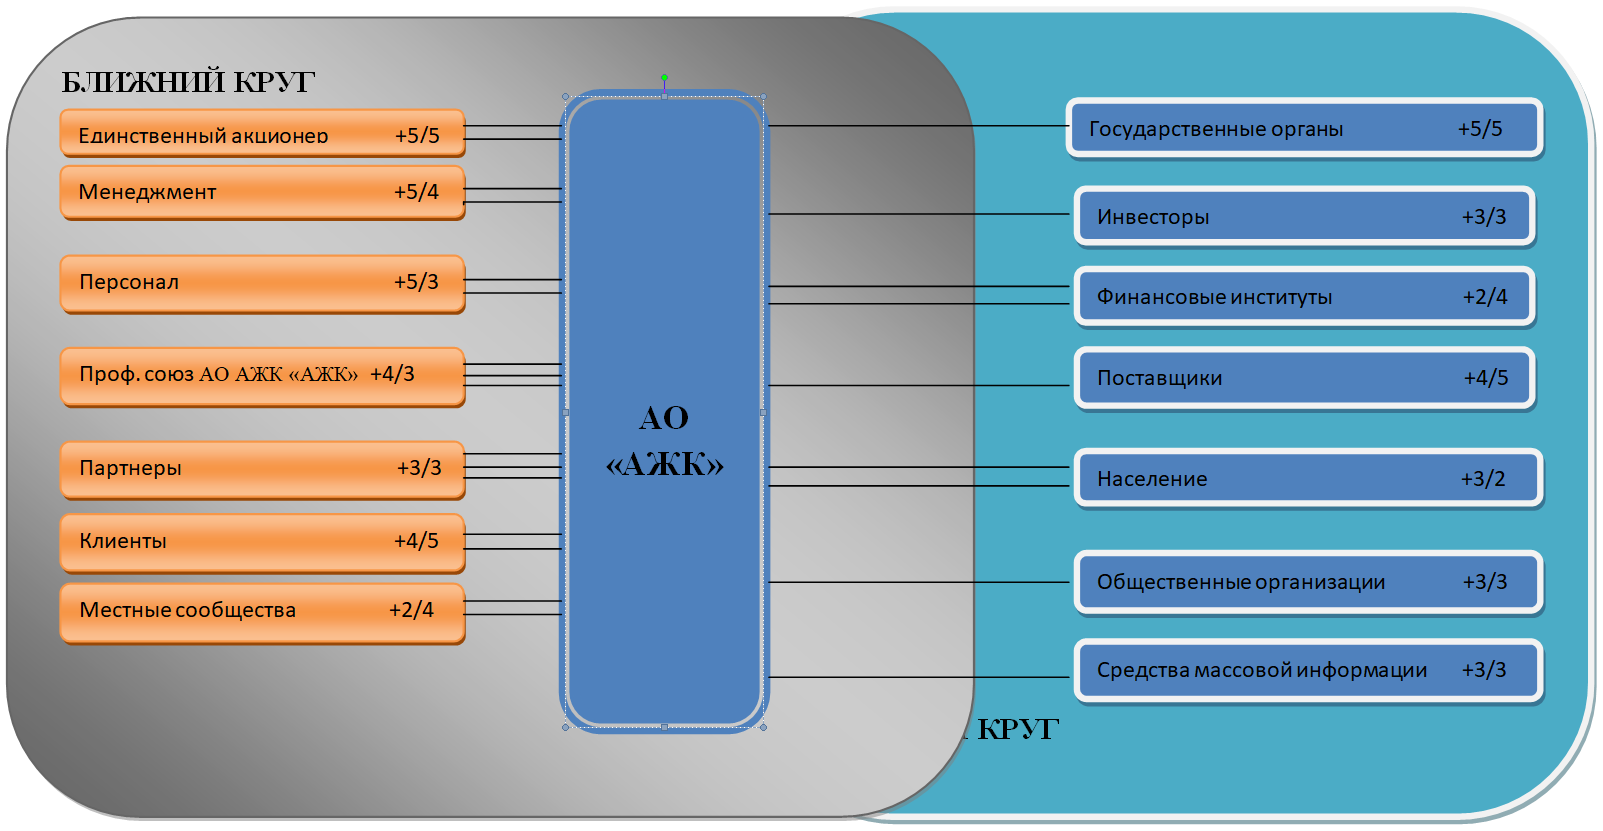 БЛИЖНИЙ КРУГ
Единственный акционер +5/5
Менеджмент +5/4
Персонал +5/3
Проф. союз АО АЖК «АЖК» +4/3
Партнеры +3/3
Клиенты +4/5
Местные сообщества +2/4
АО
«АЖК»
Государственные органы +5/5
Инвесторы +3/3
Финансовые институты +2/4
Поставщики +4/5
Население +3/2
Общественные организации +3/3
Средства массовой информации +3/3
КРУГ